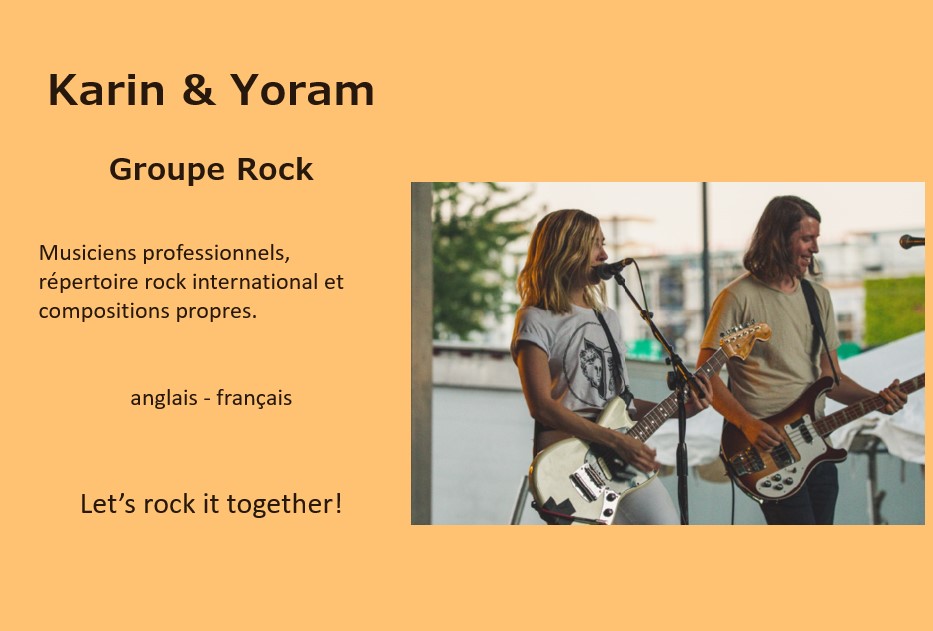 Karin & Yoram
Groupe Rock
Musiciens professionnels,
répertoire rock international et
compositions propres.
anglais - français
Let’s rock it together!